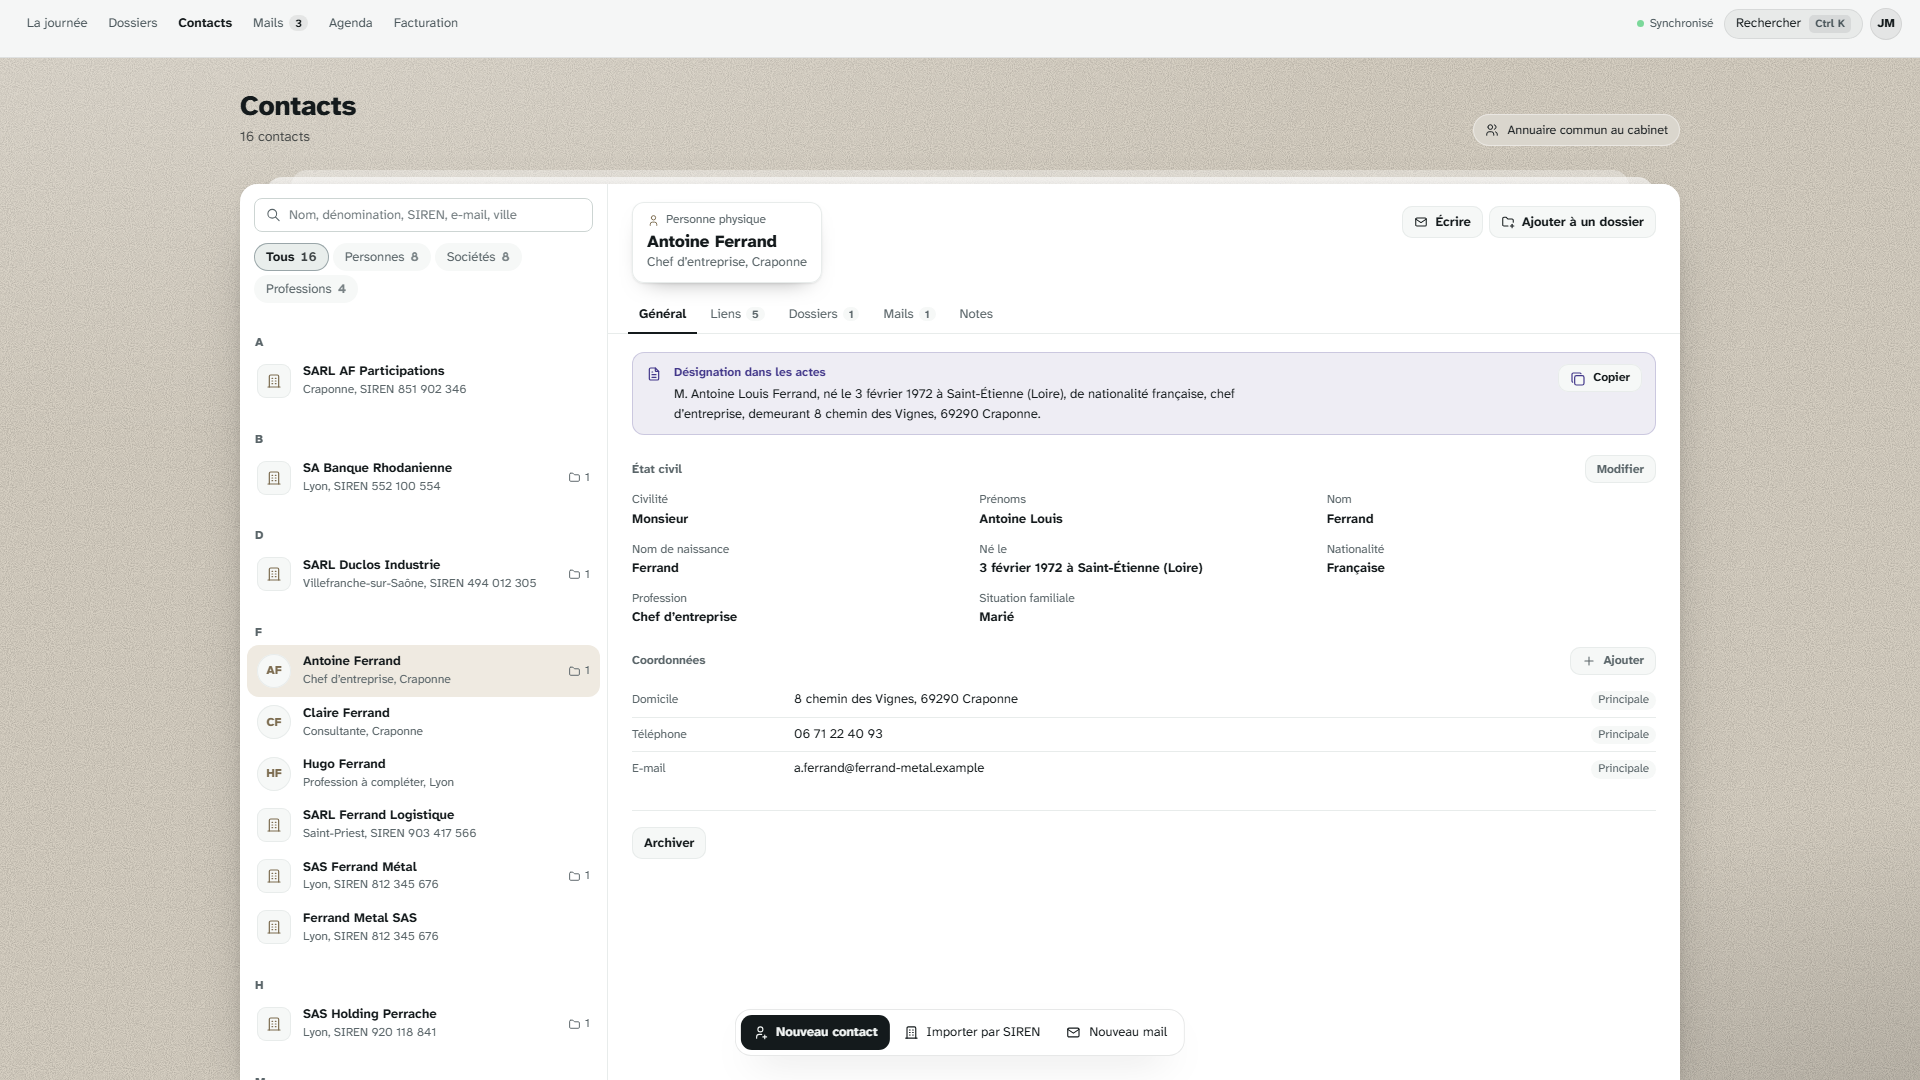 La journée
Dossiers
Contacts
Mails 3
Agenda
Facturation
Synchronisé
Rechercher Ctrl K
JM
Contacts
16 contacts
Annuaire commun au cabinet
Nom, dénomination, SIREN, e-mail, ville
Tous 16
Personnes 8
Sociétés 8
Professions 4
A
SARL AF Participations
Craponne, SIREN 851 902 346
B
SA Banque Rhodanienne
Lyon, SIREN 552 100 554
1
D
SARL Duclos Industrie
Villefranche-sur-Saône, SIREN 494 012 305
1
F
AF
Antoine Ferrand
Chef d’entreprise, Craponne
1
CF
Claire Ferrand
Consultante, Craponne
HF
Hugo Ferrand
Profession à compléter, Lyon
SARL Ferrand Logistique
Saint-Priest, SIREN 903 417 566
SAS Ferrand Métal
Lyon, SIREN 812 345 676
1
Ferrand Metal SAS
Lyon, SIREN 812 345 676
H
SAS Holding Perrache
Lyon, SIREN 920 118 841
1
Personne physique
Antoine Ferrand
Chef d’entreprise, Craponne
Écrire
Ajouter à un dossier
Général
Liens 5
Dossiers 1
Mails 1
Notes
Désignation dans les actes
M. Antoine Louis Ferrand, né le 3 février 1972 à Saint-Étienne (Loire), de nationalité française, chef
d’entreprise, demeurant 8 chemin des Vignes, 69290 Craponne.
Copier
État civil
Modifier
Civilité
Monsieur
Prénoms
Antoine Louis
Nom
Ferrand
Nom de naissance
Ferrand
Né le
3 février 1972 à Saint-Étienne (Loire)
Nationalité
Française
Profession
Chef d’entreprise
Situation familiale
Marié
Coordonnées
Ajouter
Domicile
8 chemin des Vignes, 69290 Craponne
Principale
Téléphone
06 71 22 40 93
Principale
E-mail
a.ferrand@ferrand-metal.example
Principale
Archiver
Nouveau contact
Importer par SIREN
Nouveau mail